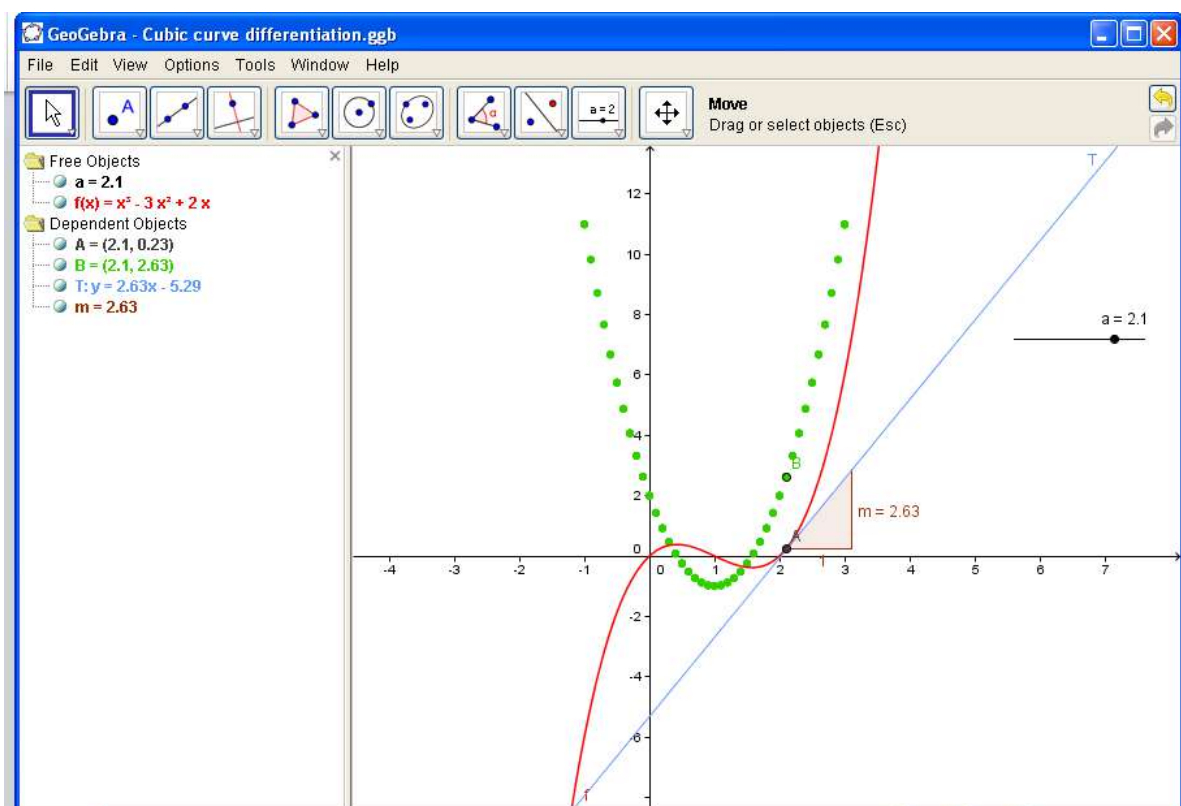 GeoGebra - Cubic curve differentiation.ggb
File Edit View Options Tools Window Help
A
α
a = 2
Move
Drag or select objects (Esc)
Free Objects
a = 2.1
f(x) = x³ - 3 x² + 2 x
Dependent Objects
A = (2.1, 0.23)
B = (2.1, 2.63)
T: y = 2.63x - 5.29
m = 2.63
T
12
10
8
a = 2.1
6
4
B
2
m = 2.63
A
0
1
-4 -3 -2 -1 0 1 2 3 4 5 6 7
-2
-4
-6
f